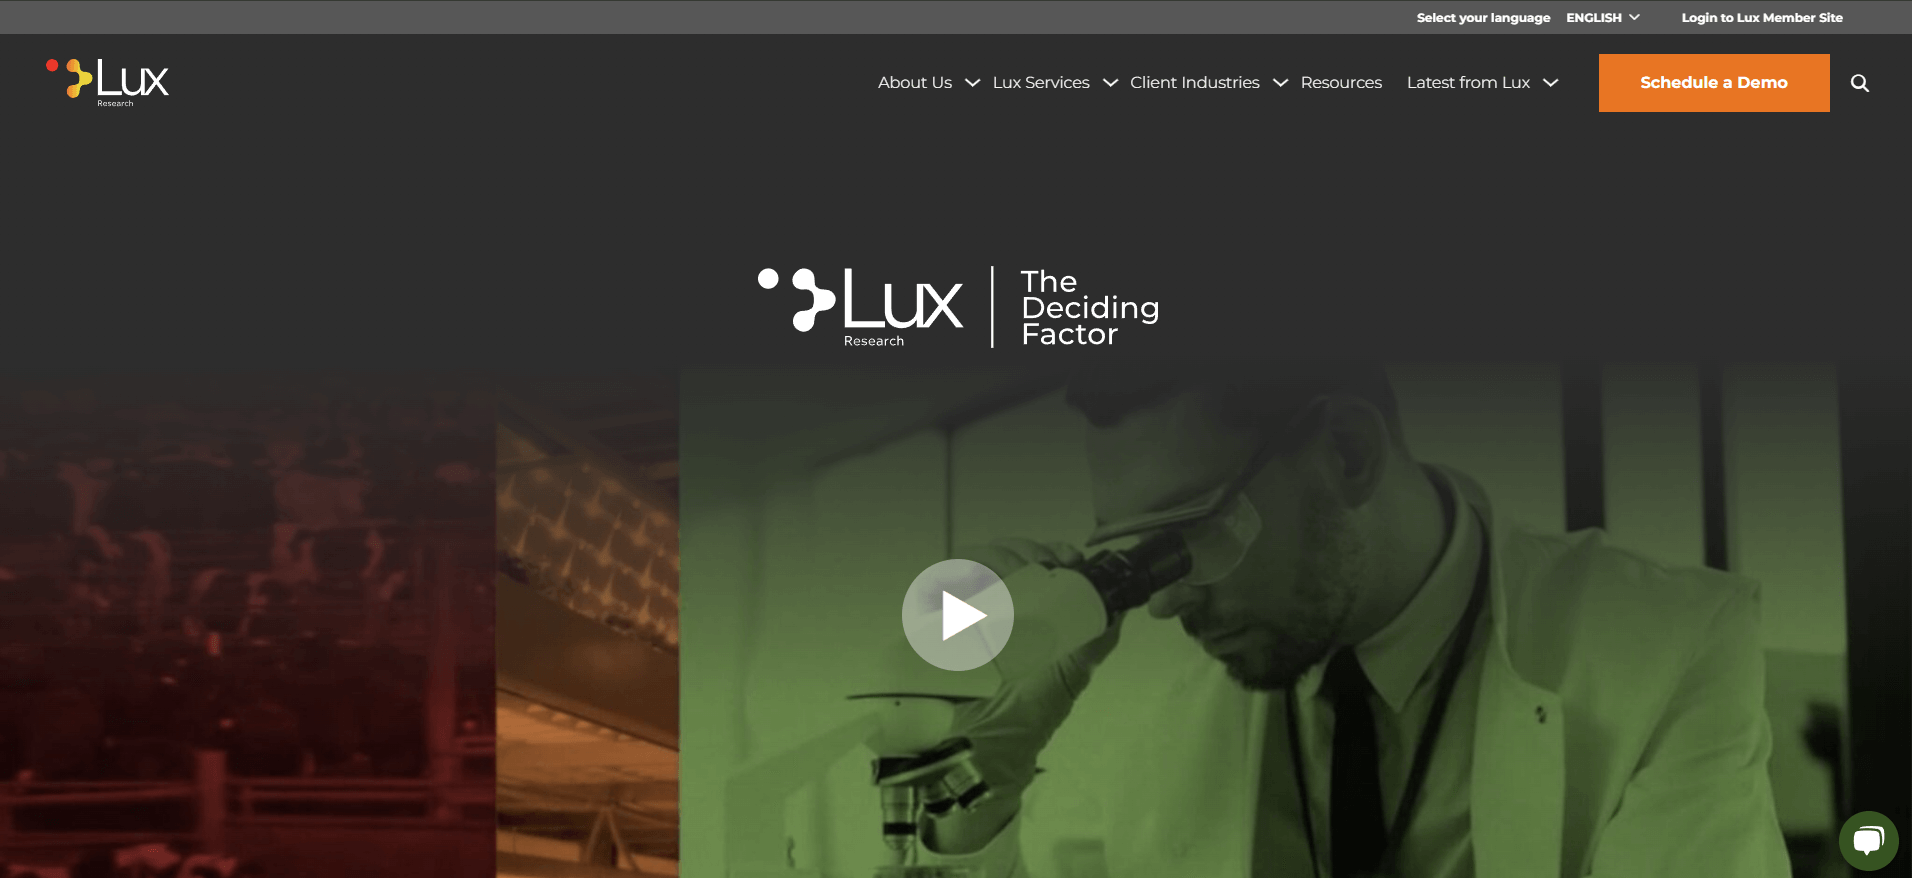 Select your language ENGLISH Login to Lux Member Site
Lux
Research
About Us Lux Services Client Industries Resources Latest from Lux Schedule a Demo
Lux
Research
The
Deciding
Factor